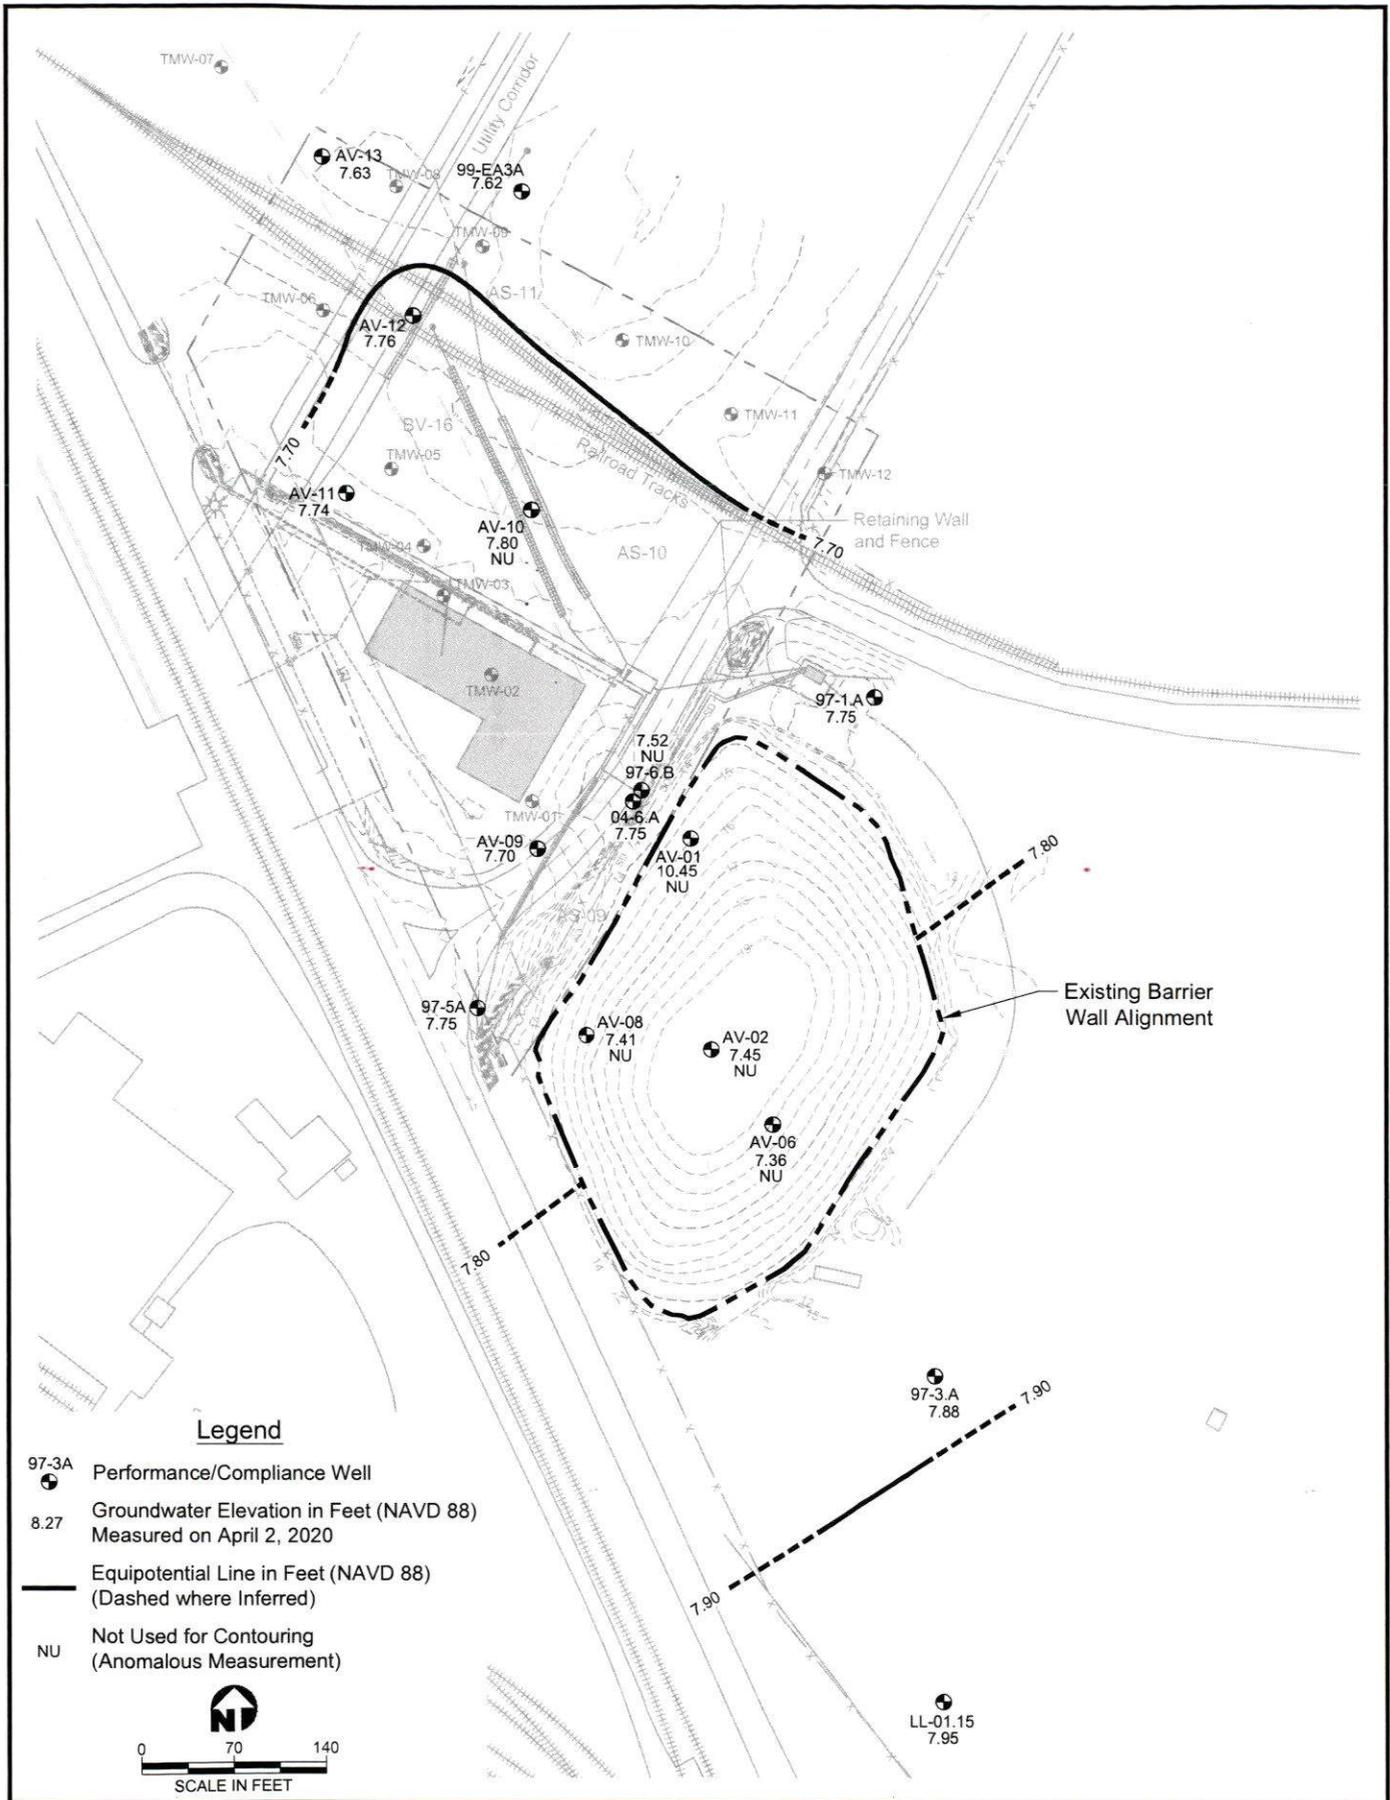 TMW-07
Utility Corridor
AV-13
7.63
TMW-08
99-EA3A
7.62
TMW-09
TMW-06
AS-11
AV-12
7.76
TMW-10
TMW-11
BV-16
7.70
TMW-05
Railroad Tracks
TMW-12
AV-11
7.74
AV-10
7.80
NU
Retaining Wall
and Fence
7.70
TMW-04
AS-10
TMW-03
TMW-02
97-1.A
7.75
7.52
NU
97-6.B
TMW-01
04-6.A
7.75
AV-09
7.70
AV-01
10.45
NU
7.80
AS-09
97-5A
7.75
Existing Barrier
Wall Alignment
AV-08
7.41
NU
AV-02
7.45
NU
AV-06
7.36
NU
7.80
97-3.A
7.88
7.90
7.90
LL-01.15
7.95
Legend
97-3A
Performance/Compliance Well
8.27
Groundwater Elevation in Feet (NAVD 88)
Measured on April 2, 2020
Equipotential Line in Feet (NAVD 88)
(Dashed where Inferred)
NU
Not Used for Contouring
(Anomalous Measurement)
N
0 70 140
SCALE IN FEET